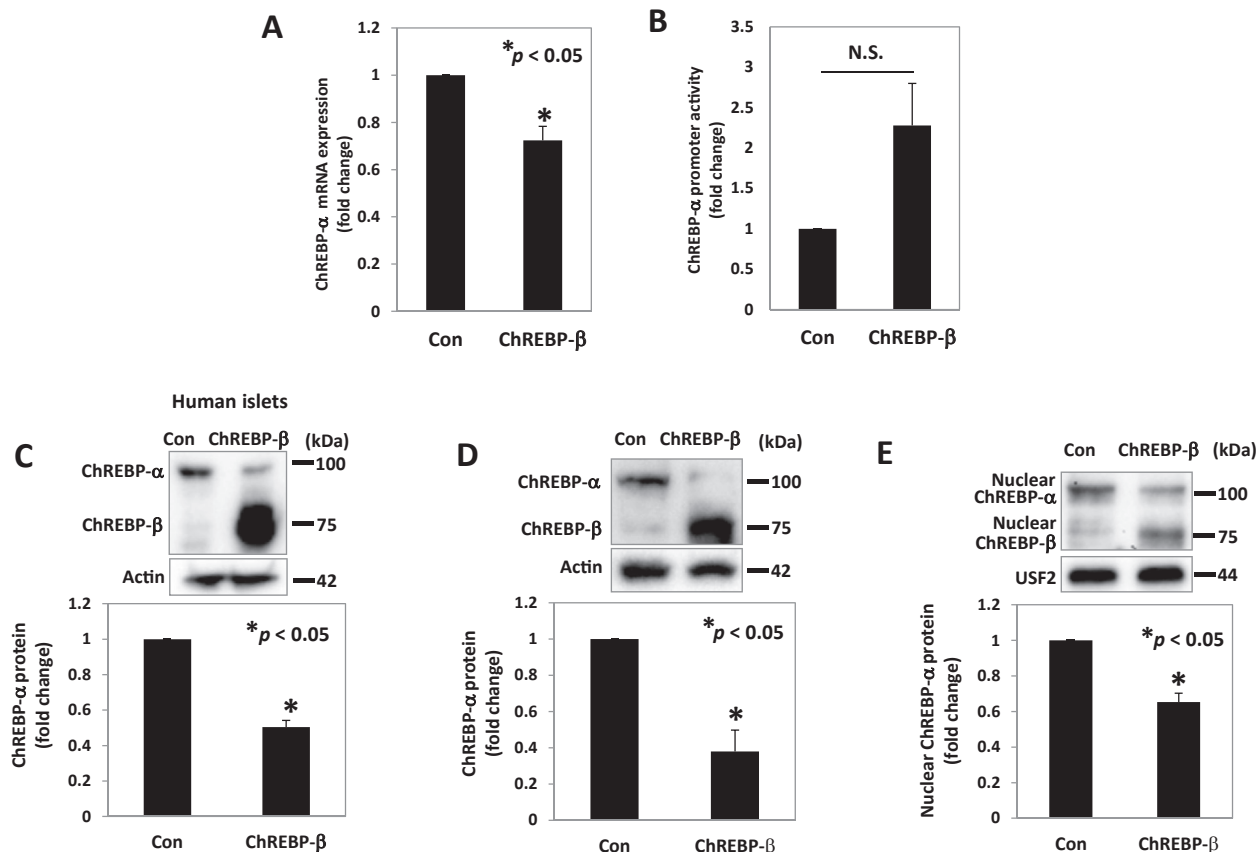 A
ChREBP-α mRNA expression
(fold change)
1.2
1
0.8
0.6
0.4
0.2
0
*p < 0.05
*
Con
ChREBP-β
B
ChREBP-α promoter activity
(fold change)
3.5
3
2.5
2
1.5
1
0.5
0
N.S.
Con
ChREBP-β
C
Human islets
Con ChREBP-β (kDa)
ChREBP-α
100
ChREBP-β
75
Actin
42
ChREBP-α protein
(fold change)
1.2
1
0.8
0.6
0.4
0.2
0
*p < 0.05
*
Con
ChREBP-β
D
Con ChREBP-β (kDa)
ChREBP-α
100
ChREBP-β
75
Actin
42
ChREBP-α protein
(fold change)
1.2
1
0.8
0.6
0.4
0.2
0
*p < 0.05
*
Con
ChREBP-β
E
Con ChREBP-β (kDa)
Nuclear
ChREBP-α
100
Nuclear
ChREBP-β
75
USF2
44
Nuclear ChREBP-α protein
(fold change)
1.2
1
0.8
0.6
0.4
0.2
0
*p < 0.05
*
Con
ChREBP-β